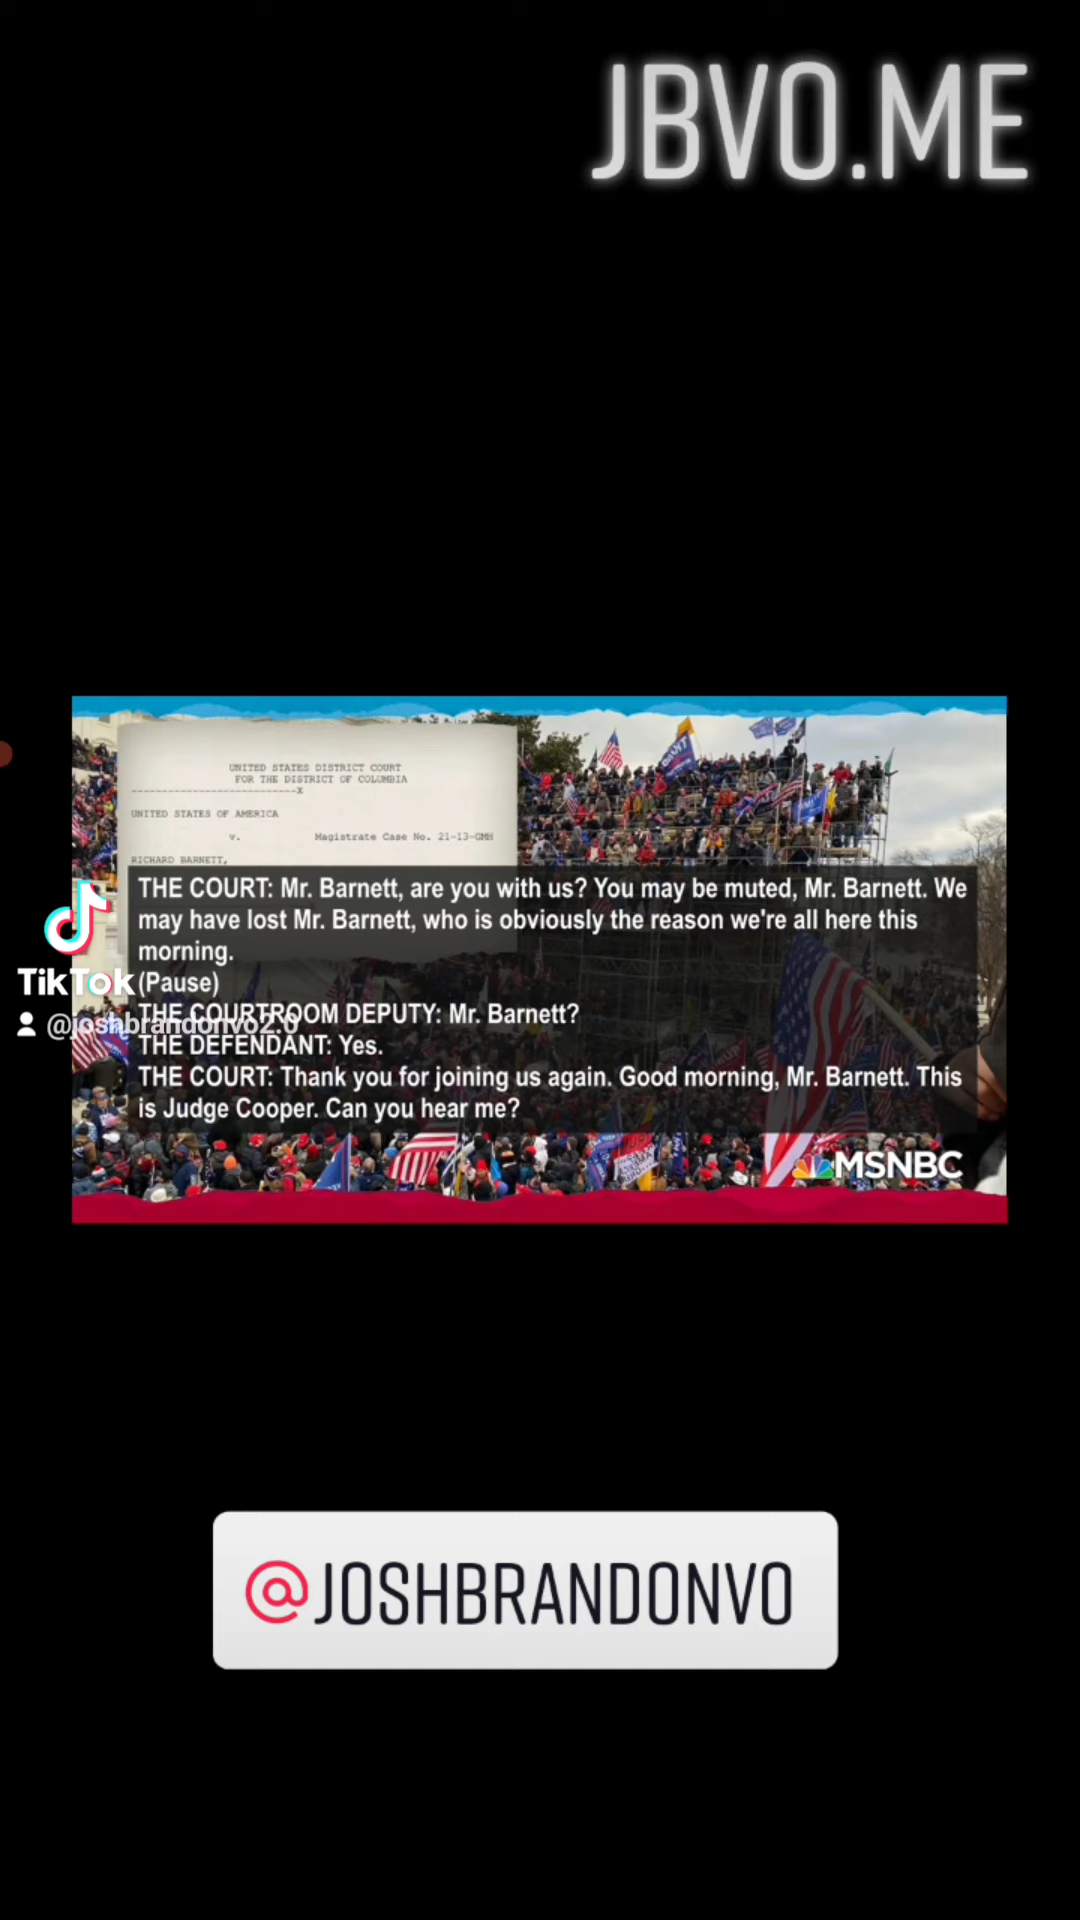 JBVO.ME
UNITED STATES DISTRICT COURT
FOR THE DISTRICT OF COLUMBIA
----------------------------X
UNITED STATES OF AMERICA
v. Magistrate Case No. 21-13-GMH
RICHARD BARNETT,
THE COURT: Mr. Barnett, are you with us? You may be muted, Mr. Barnett. We
may have lost Mr. Barnett, who is obviously the reason we're all here this
morning.
(Pause)
THE COURTROOM DEPUTY: Mr. Barnett?
THE DEFENDANT: Yes.
THE COURT: Thank you for joining us again. Good morning, Mr. Barnett. This
is Judge Cooper. Can you hear me?
TikTok
@joshbrandonvo2.0
MSNBC
@JOSHBRANDONVO